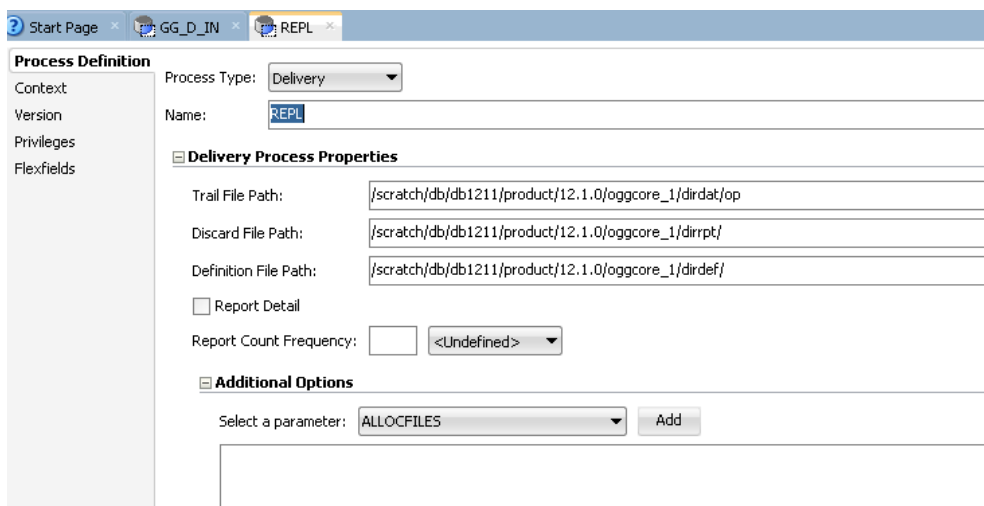 Start Page GG_D_IN REPL
Process Definition
Context
Version
Privileges
Flexfields
Process Type: Delivery
Name: REPL
Delivery Process Properties
Trail File Path: /scratch/db/db1211/product/12.1.0/oggcore_1/dirdat/op
Discard File Path: /scratch/db/db1211/product/12.1.0/oggcore_1/dirrpt/
Definition File Path: /scratch/db/db1211/product/12.1.0/oggcore_1/dirdef/
Report Detail
Report Count Frequency: <Undefined>
Additional Options
Select a parameter: ALLOCFILES Add